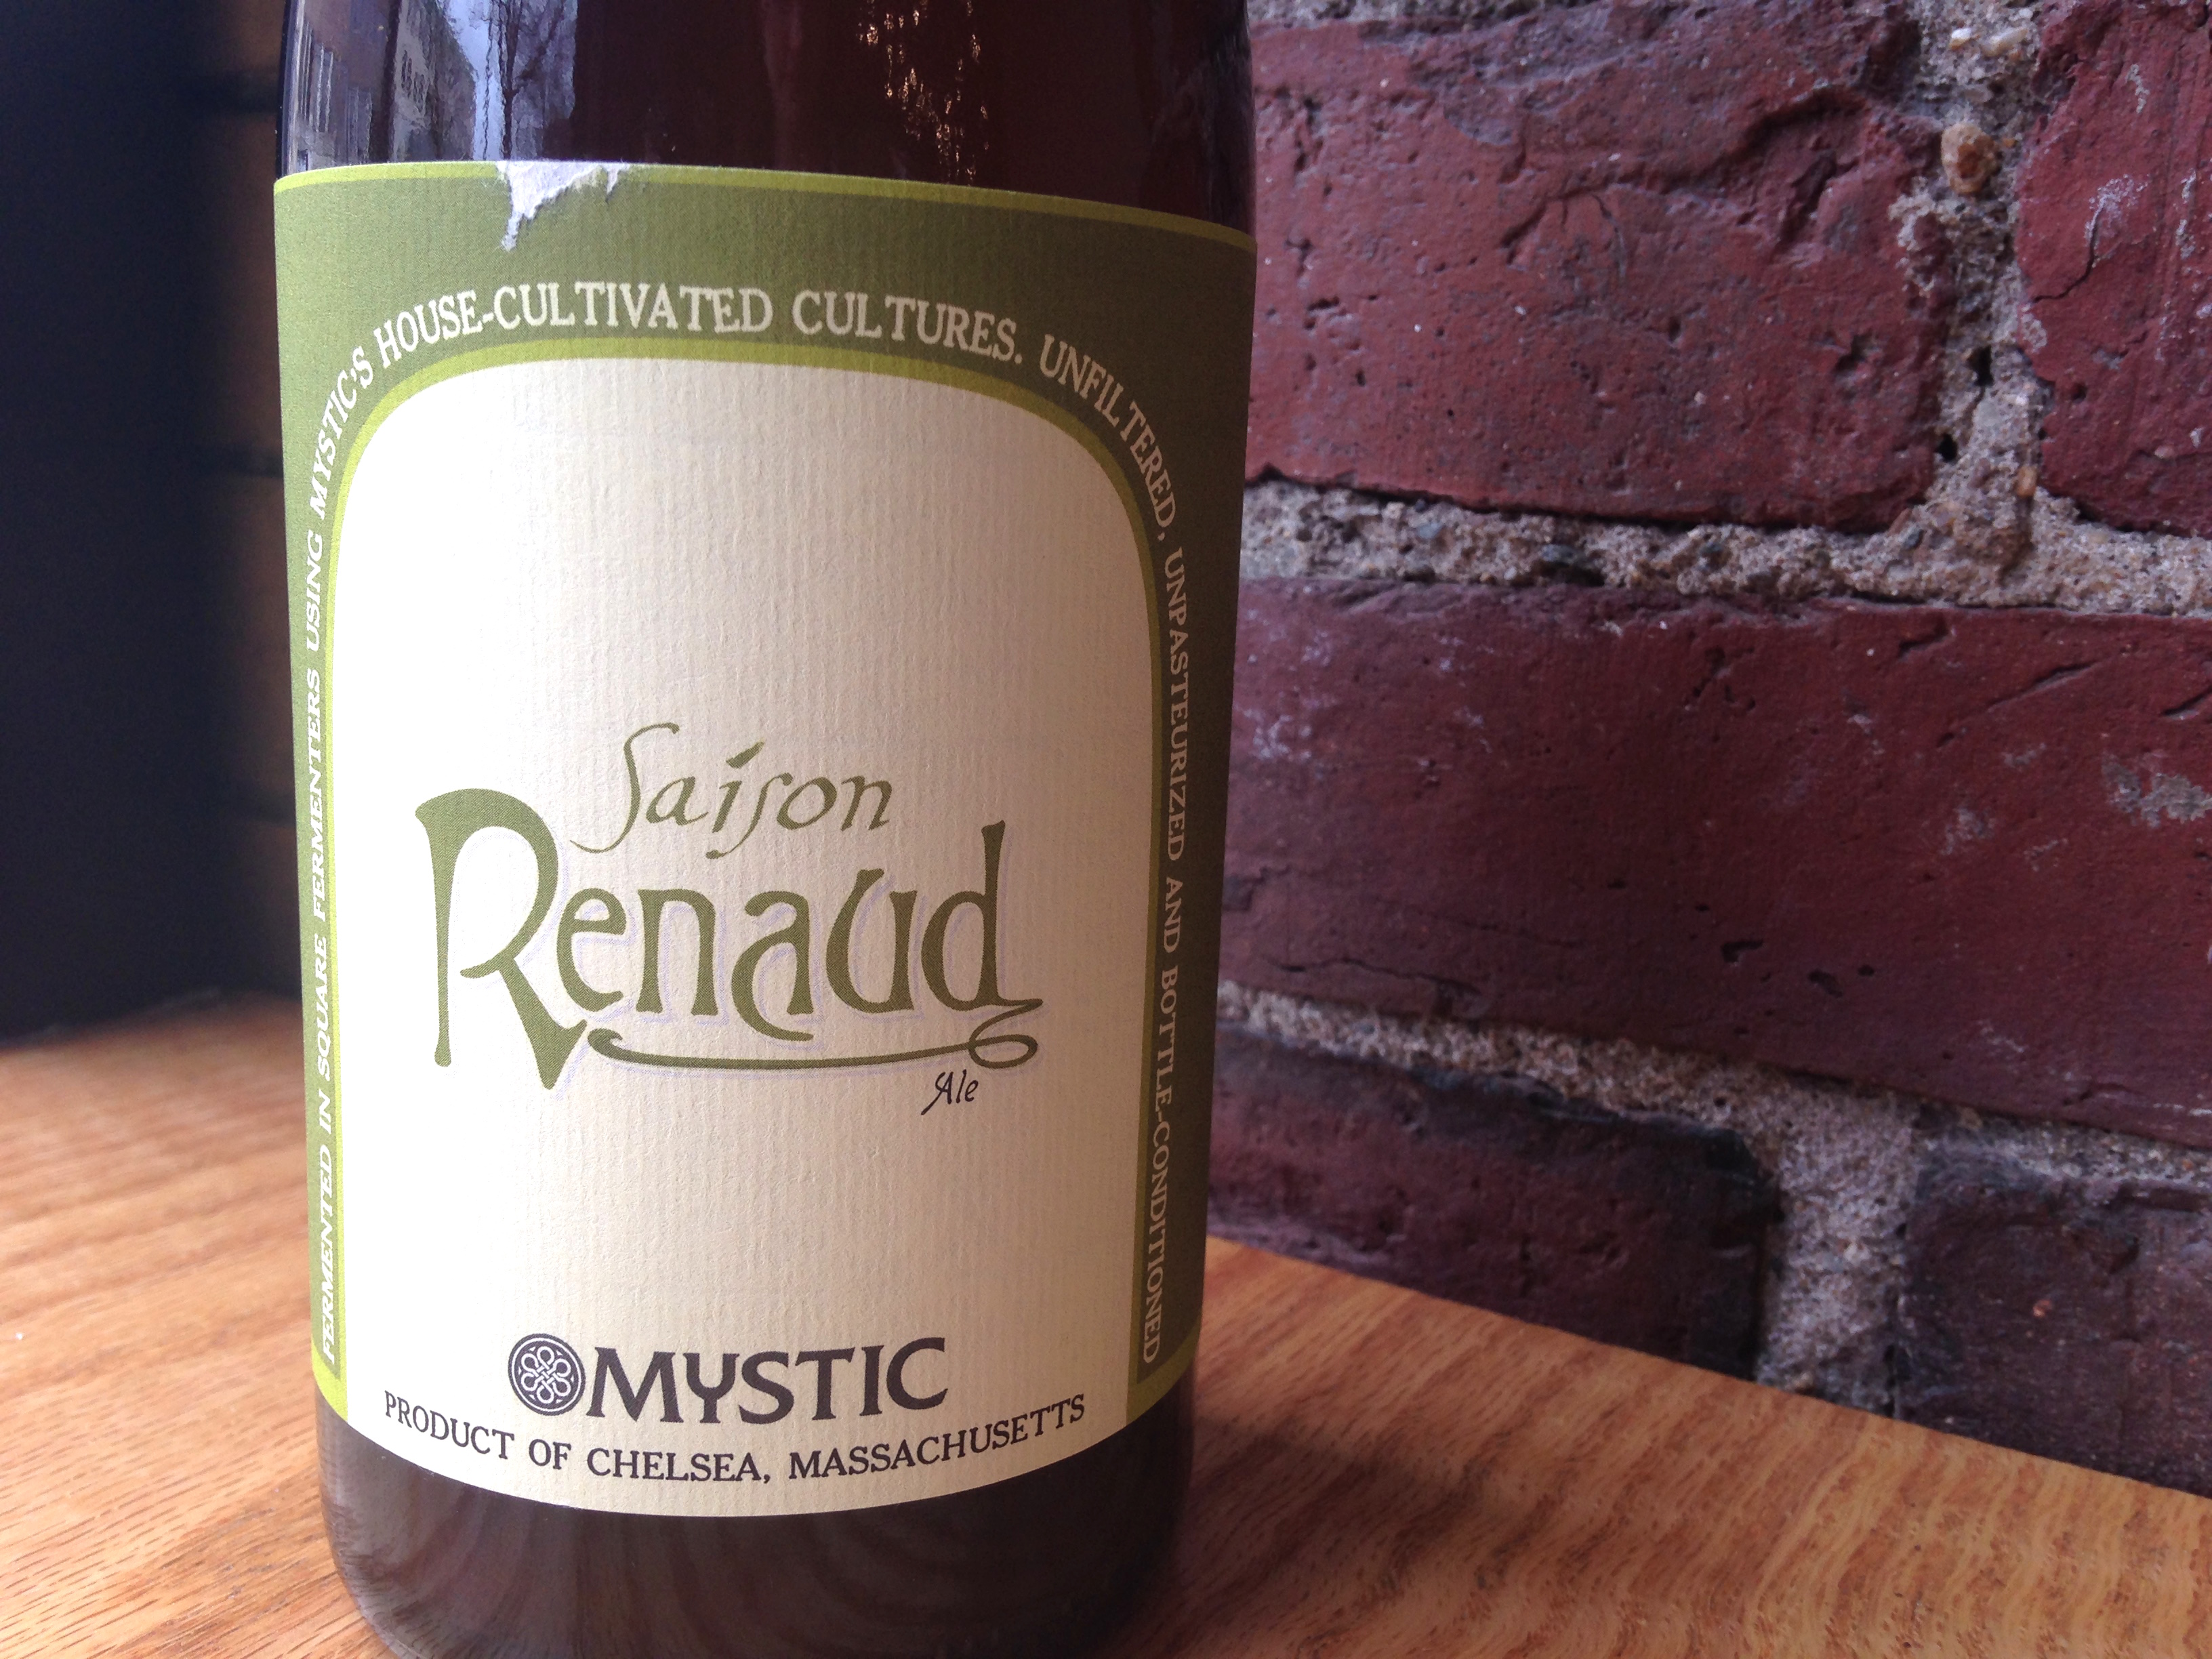 FERMENTED IN SQUARE FERMENTERS USING MYSTIC'S HOUSE-CULTIVATED CULTURES. UNFILTERED, UNPASTEURIZED AND BOTTLE-CONDITIONED
Saison
Renaud
Ale
MYSTIC
PRODUCT OF CHELSEA, MASSACHUSETTS